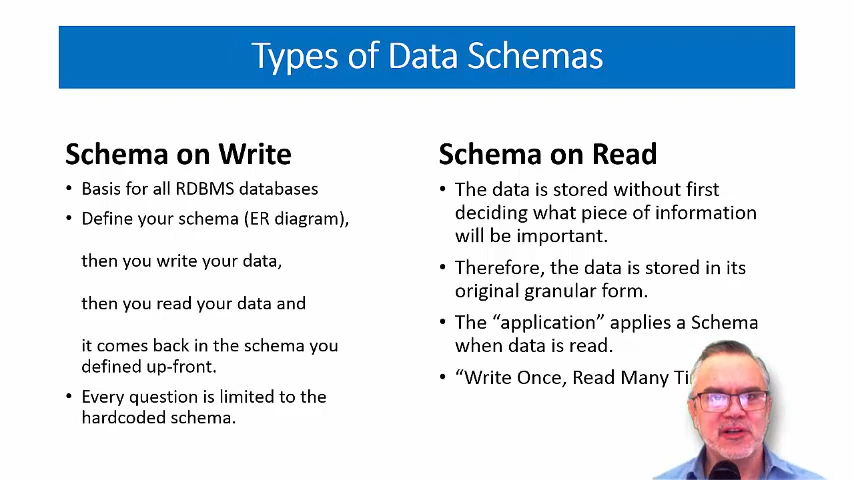 Types of Data Schemas
Schema on Write
• Basis for all RDBMS databases
• Define your schema (ER diagram),
then you write your data,
then you read your data and
it comes back in the schema you
defined up-front.
• Every question is limited to the
hardcoded schema.
Schema on Read
• The data is stored without first
deciding what piece of information
will be important.
• Therefore, the data is stored in its
original granular form.
• The “application” applies a Schema
when data is read.
• “Write Once, Read Many